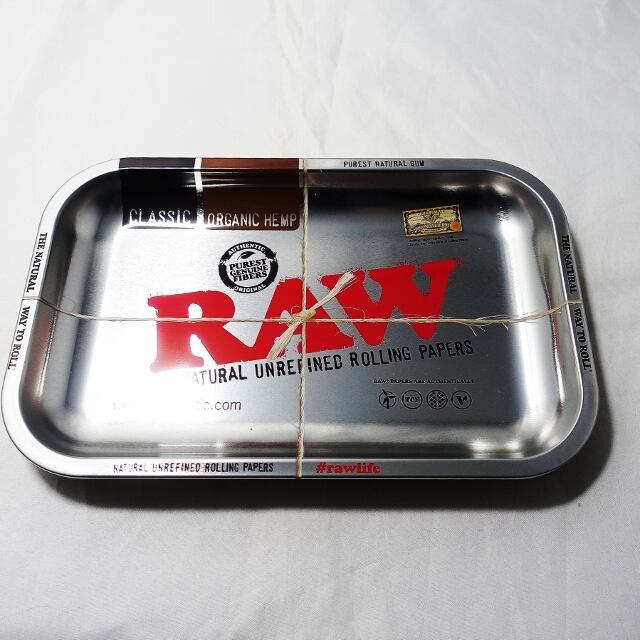 PUREST NATURAL GUM
CLASSIC ORGANIC HEMP
AUTHENTIC
PUREST
GENUINE
FIBERS
ORIGINAL
RAW
NATURAL UNREFINED ROLLING PAPERS
RAW® PAPERS ARE AUTHENTICALLY
TCF
V
.com
THE NATURAL WAY TO ROLL
THE NATURAL WAY TO ROLL
NATURAL UNREFINED ROLLING PAPERS #rawlife